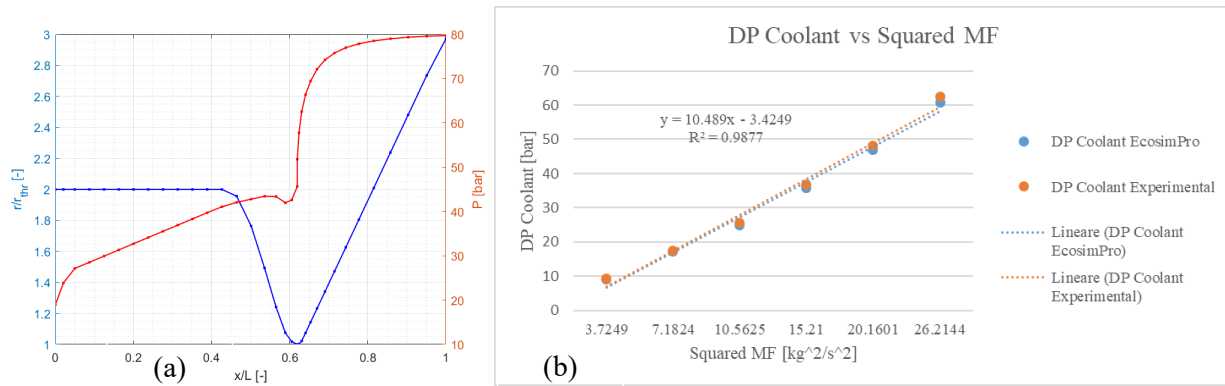 3
2.8
2.6
2.4
2.2
2
1.8
1.6
1.4
1.2
1
r/r_thr [-]
80
70
60
50
40
30
20
10
P [bar]
0
0.2
0.4
0.6
0.8
1
x/L [-]
(a)
DP Coolant vs Squared MF
70
60
50
40
30
20
10
0
DP Coolant [bar]
y = 10.489x - 3.4249
R² = 0.9877
3.7249
7.1824
10.5625
15.21
20.1601
26.2144
Squared MF [kg^2/s^2]
DP Coolant EcosimPro
DP Coolant Experimental
Lineare (DP Coolant
EcosimPro)
Lineare (DP Coolant
Experimental)
(b)